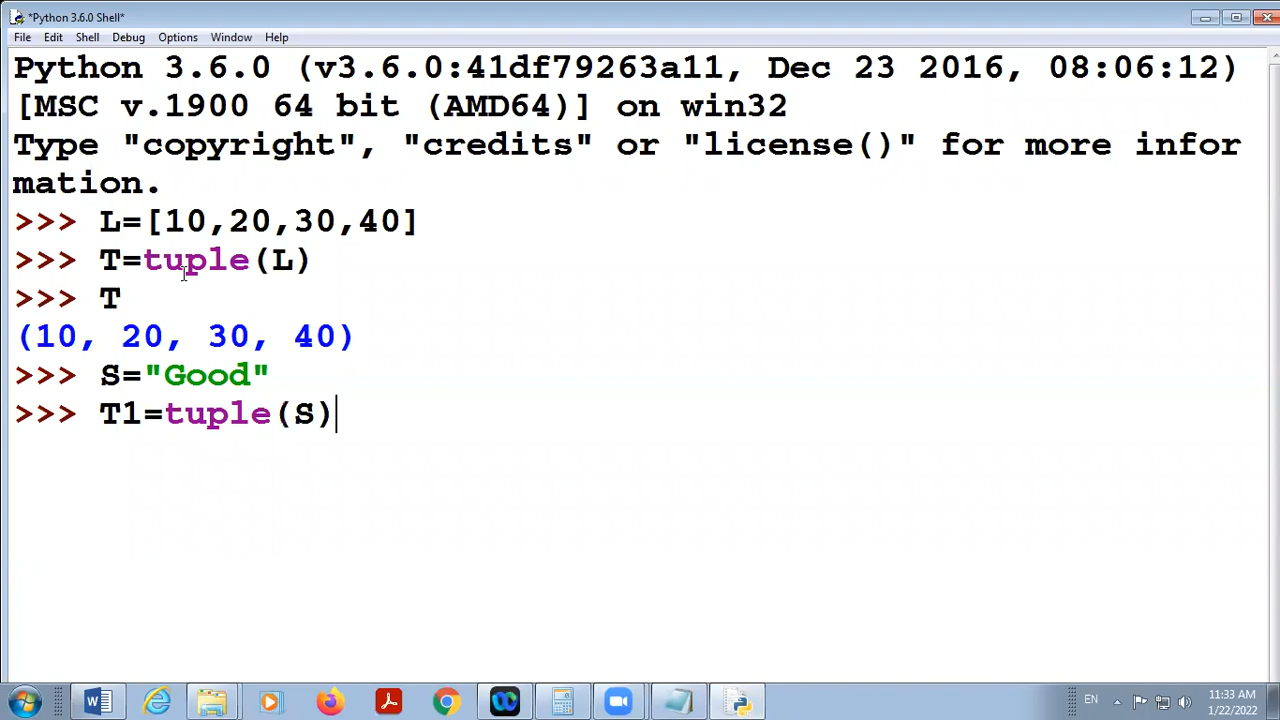 *Python 3.6.0 Shell*
File Edit Shell Debug Options Window Help
Python 3.6.0 (v3.6.0:41df79263a11, Dec 23 2016, 08:06:12)
[MSC v.1900 64 bit (AMD64)] on win32
Type "copyright", "credits" or "license()" for more infor
mation.
>>> L=[10,20,30,40]
>>> T=tuple(L)
>>> T
(10, 20, 30, 40)
>>> S="Good"
>>> T1=tuple(S)
EN
11:33 AM
1/22/2022